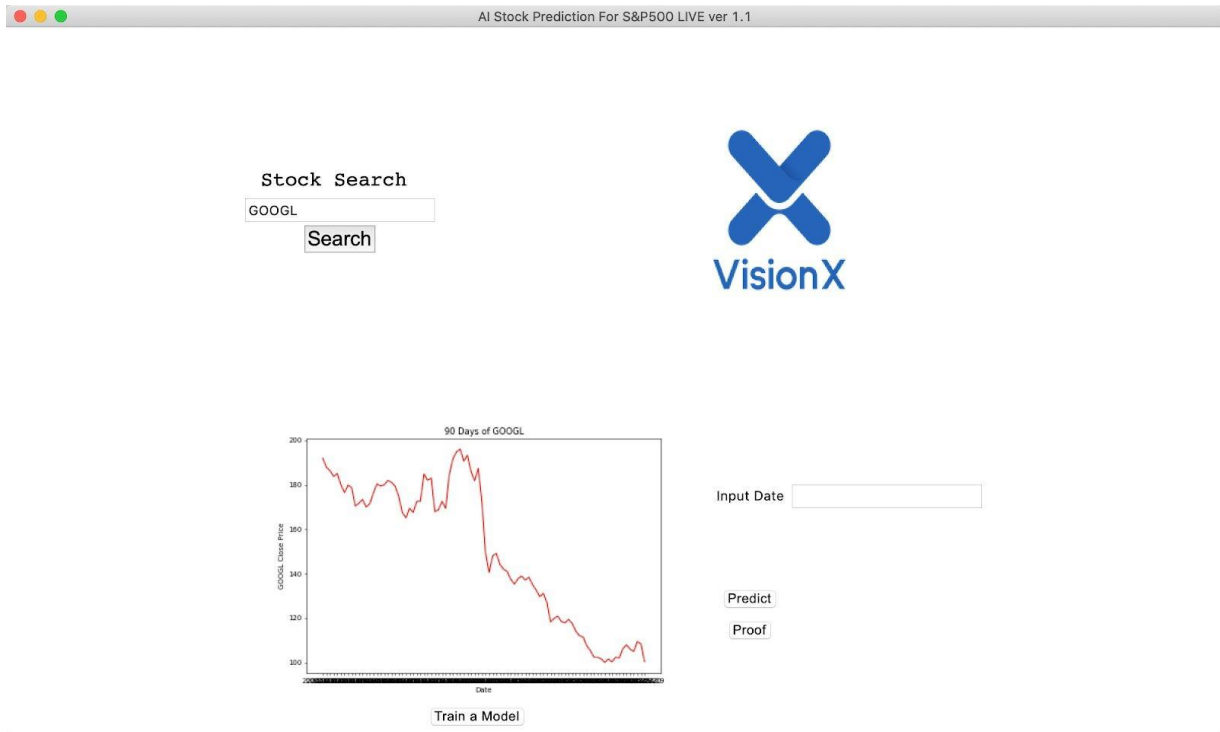 AI Stock Prediction For S&P500 LIVE ver 1.1
Stock Search
GOOGL
Search
VisionX
90 Days of GOOGL
200
180
160
140
120
100
GOOGL Close Price
Date
Train a Model
Input Date
Predict
Proof